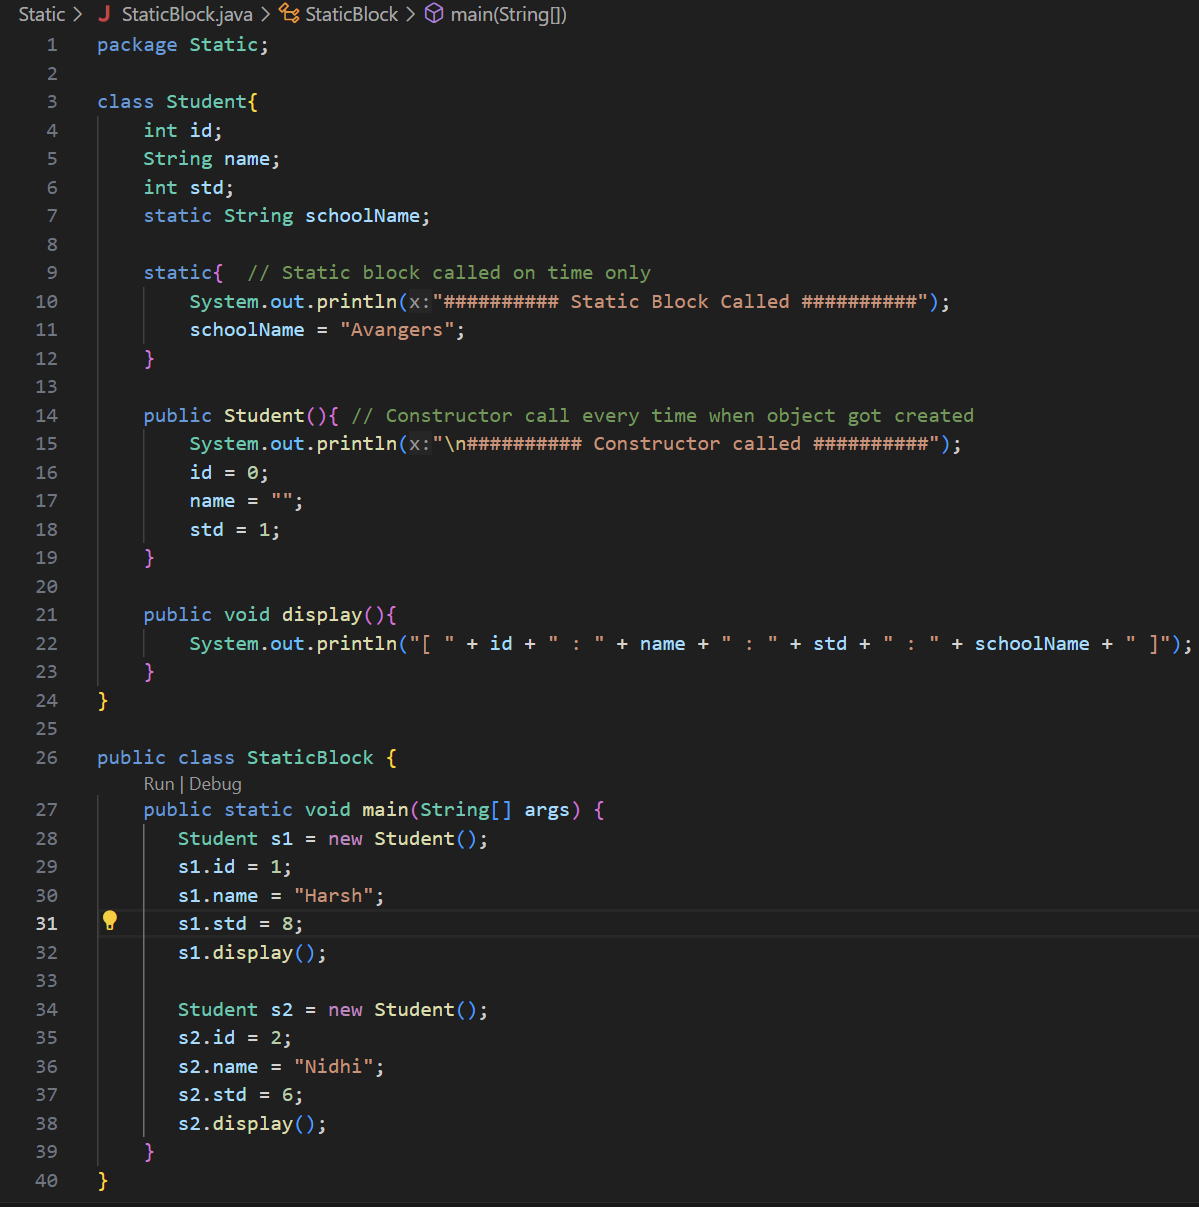 Static > StaticBlock.java > StaticBlock > main(String[])
1 package Static;
2
3 class Student{
4     int id;
5     String name;
6     int std;
7     static String schoolName;
8
9     static{  // Static block called on time only
10         System.out.println(x:"########## Static Block Called ##########");
11         schoolName = "Avangers";
12     }
13
14     public Student(){ // Constructor call every time when object got created
15         System.out.println(x:"\n########## Constructor called ##########");
16         id = 0;
17         name = "";
18         std = 1;
19     }
20
21     public void display(){
22         System.out.println("[ " + id + " : " + name + " : " + std + " : " + schoolName + " ]");
23     }
24 }
25
26 public class StaticBlock {
Run | Debug
27     public static void main(String[] args) {
28        Student s1 = new Student();
29        s1.id = 1;
30        s1.name = "Harsh";
31        s1.std = 8;
32        s1.display();
33
34        Student s2 = new Student();
35        s2.id = 2;
36        s2.name = "Nidhi";
37        s2.std = 6;
38        s2.display();
39     }
40 }